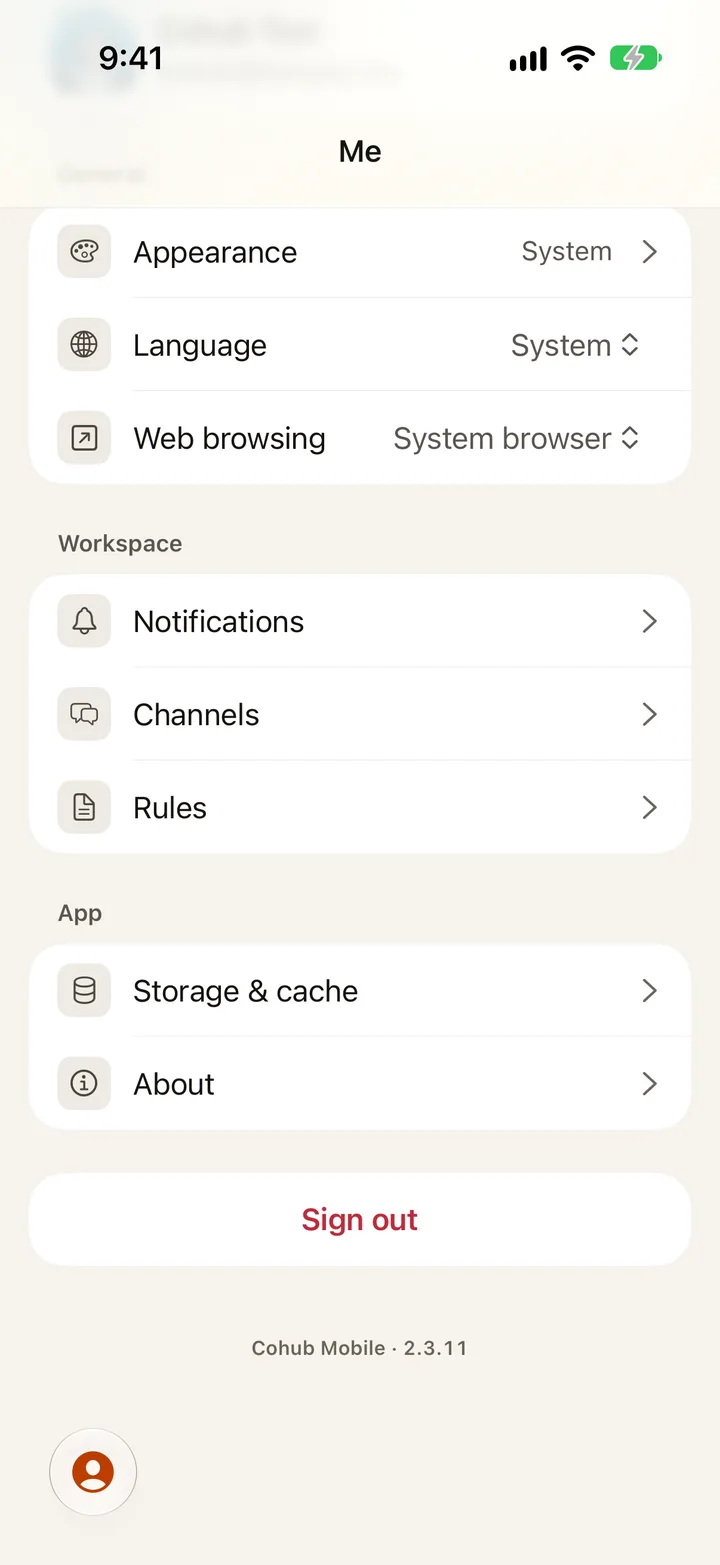 9:41
Me
Appearance System
Language System
Web browsing System browser
Workspace
Notifications
Channels
Rules
App
Storage & cache
About
Sign out
Cohub Mobile · 2.3.11